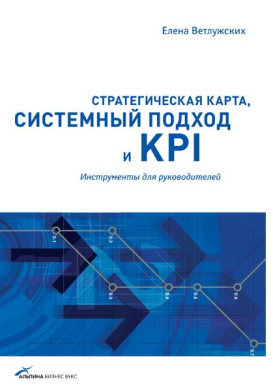 Елена Ветлужских
СТРАТЕГИЧЕСКАЯ КАРТА,
СИСТЕМНЫЙ ПОДХОД
и KPI
Инструменты для руководителей
АЛЬПИНА БИЗНЕС БУКС